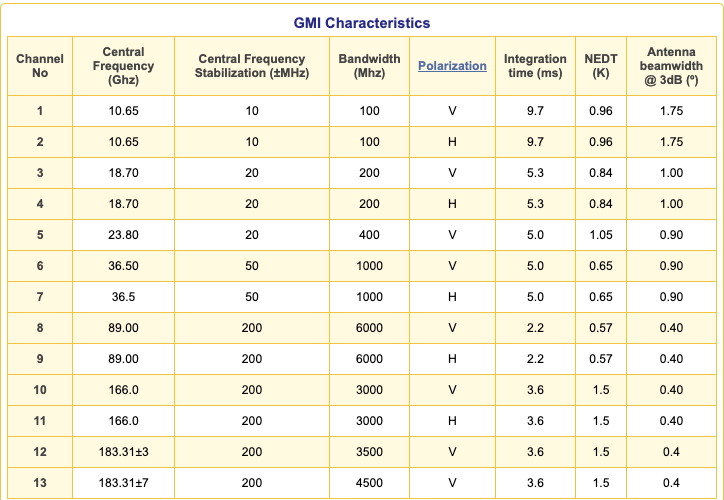 GMI Characteristics
Channel No Central Frequency (Ghz) Central Frequency Stabilization (±MHz) Bandwidth (Mhz) Polarization Integration time (ms) NEDT (K) Antenna beamwidth @ 3dB (º)
1 10.65 10 100 V 9.7 0.96 1.75
2 10.65 10 100 H 9.7 0.96 1.75
3 18.70 20 200 V 5.3 0.84 1.00
4 18.70 20 200 H 5.3 0.84 1.00
5 23.80 20 400 V 5.0 1.05 0.90
6 36.50 50 1000 V 5.0 0.65 0.90
7 36.5 50 1000 H 5.0 0.65 0.90
8 89.00 200 6000 V 2.2 0.57 0.40
9 89.00 200 6000 H 2.2 0.57 0.40
10 166.0 200 3000 V 3.6 1.5 0.40
11 166.0 200 3000 H 3.6 1.5 0.40
12 183.31±3 200 3500 V 3.6 1.5 0.4
13 183.31±7 200 4500 V 3.6 1.5 0.4